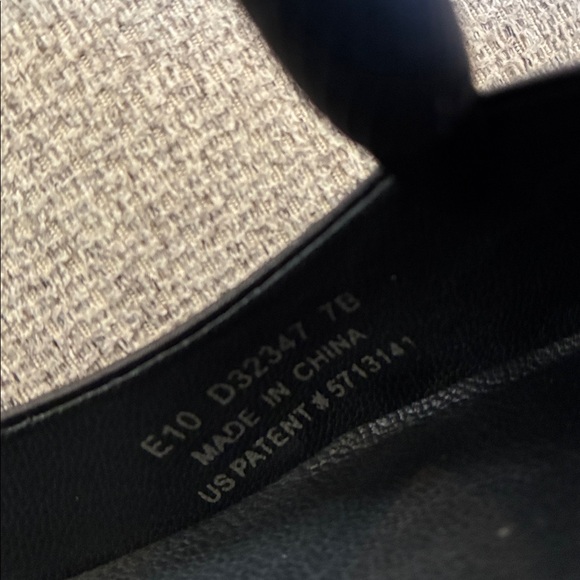 E10 D32347 7B
MADE IN CHINA
US PATENT # 5713141